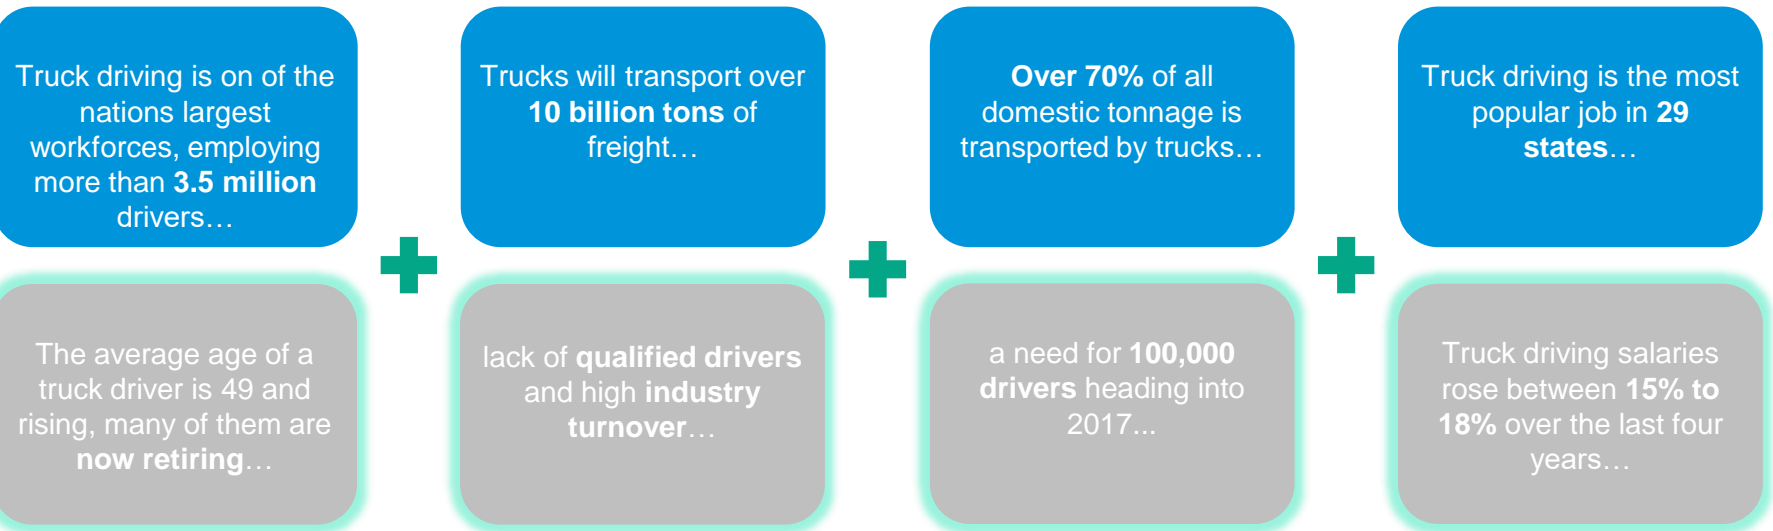 Truck driving is on of the
nations largest
workforces, employing
more than 3.5 million
drivers…
Trucks will transport over
10 billion tons of
freight…
Over 70% of all
domestic tonnage is
transported by trucks…
Truck driving is the most
popular job in 29
states…
The average age of a
truck driver is 49 and
rising, many of them are
now retiring…
lack of qualified drivers
and high industry
turnover…
a need for 100,000
drivers heading into
2017...
Truck driving salaries
rose between 15% to
18% over the last four
years…